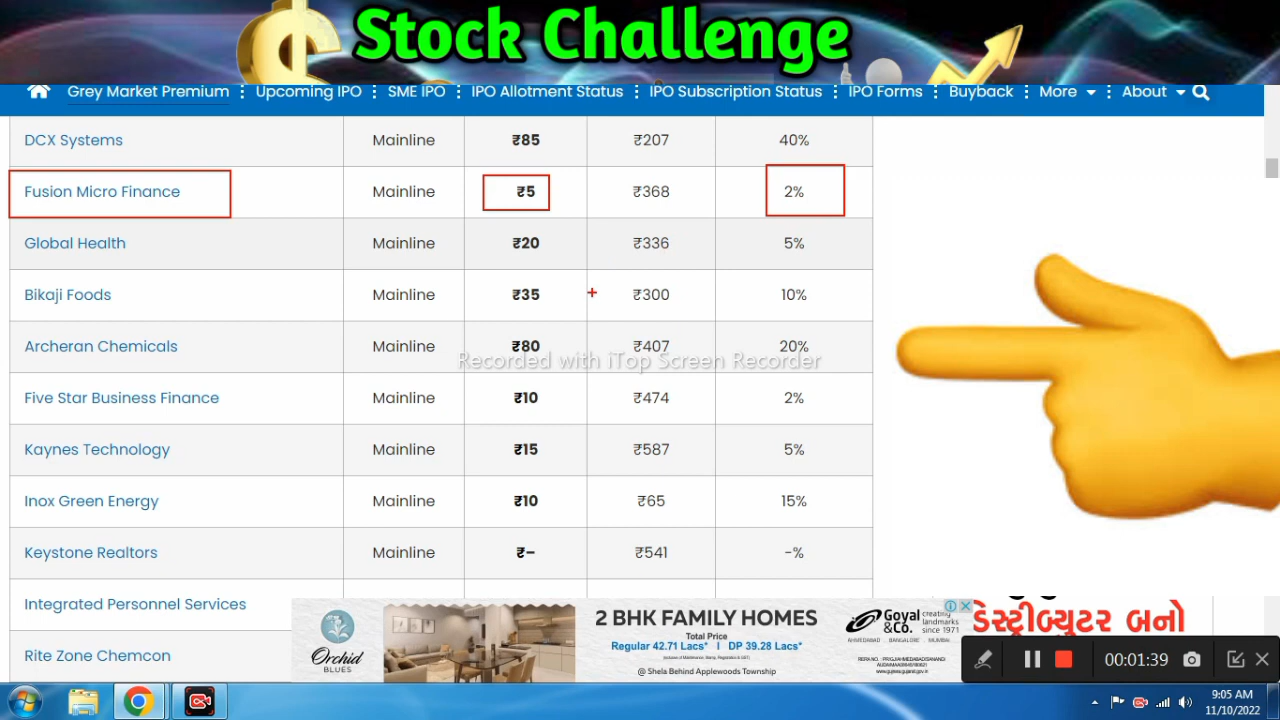 Stock Challenge
Grey Market Premium Upcoming IPO SME IPO IPO Allotment Status IPO Subscription Status IPO Forms Buyback More About
DCX Systems Mainline ₹85 ₹207 40%
Fusion Micro Finance Mainline ₹5 ₹368 2%
Global Health Mainline ₹20 ₹336 5%
Bikaji Foods Mainline ₹35 ₹300 10%
Archeran Chemicals Mainline ₹80 ₹407 20%
Recorded with iTop Screen Recorder
Five Star Business Finance Mainline ₹10 ₹474 2%
Kaynes Technology Mainline ₹15 ₹587 5%
Inox Green Energy Mainline ₹10 ₹65 15%
Keystone Realtors Mainline ₹– ₹541 -%
Integrated Personnel Services
Rite Zone Chemcon
Orchid
BLUES
2 BHK FAMILY HOMES
Total Price
Regular 42.71 Lacs* I DP 39.28 Lacs*
@ Shela Behind Applewoods Township
Goyal
&Co.
creating
landmarks
since 1971
AHMEDABAD BANGALORE MUMBAI
ડિસ્ટ્રીબ્યુટર બનો
00:01:39
9:05 AM
11/10/2022